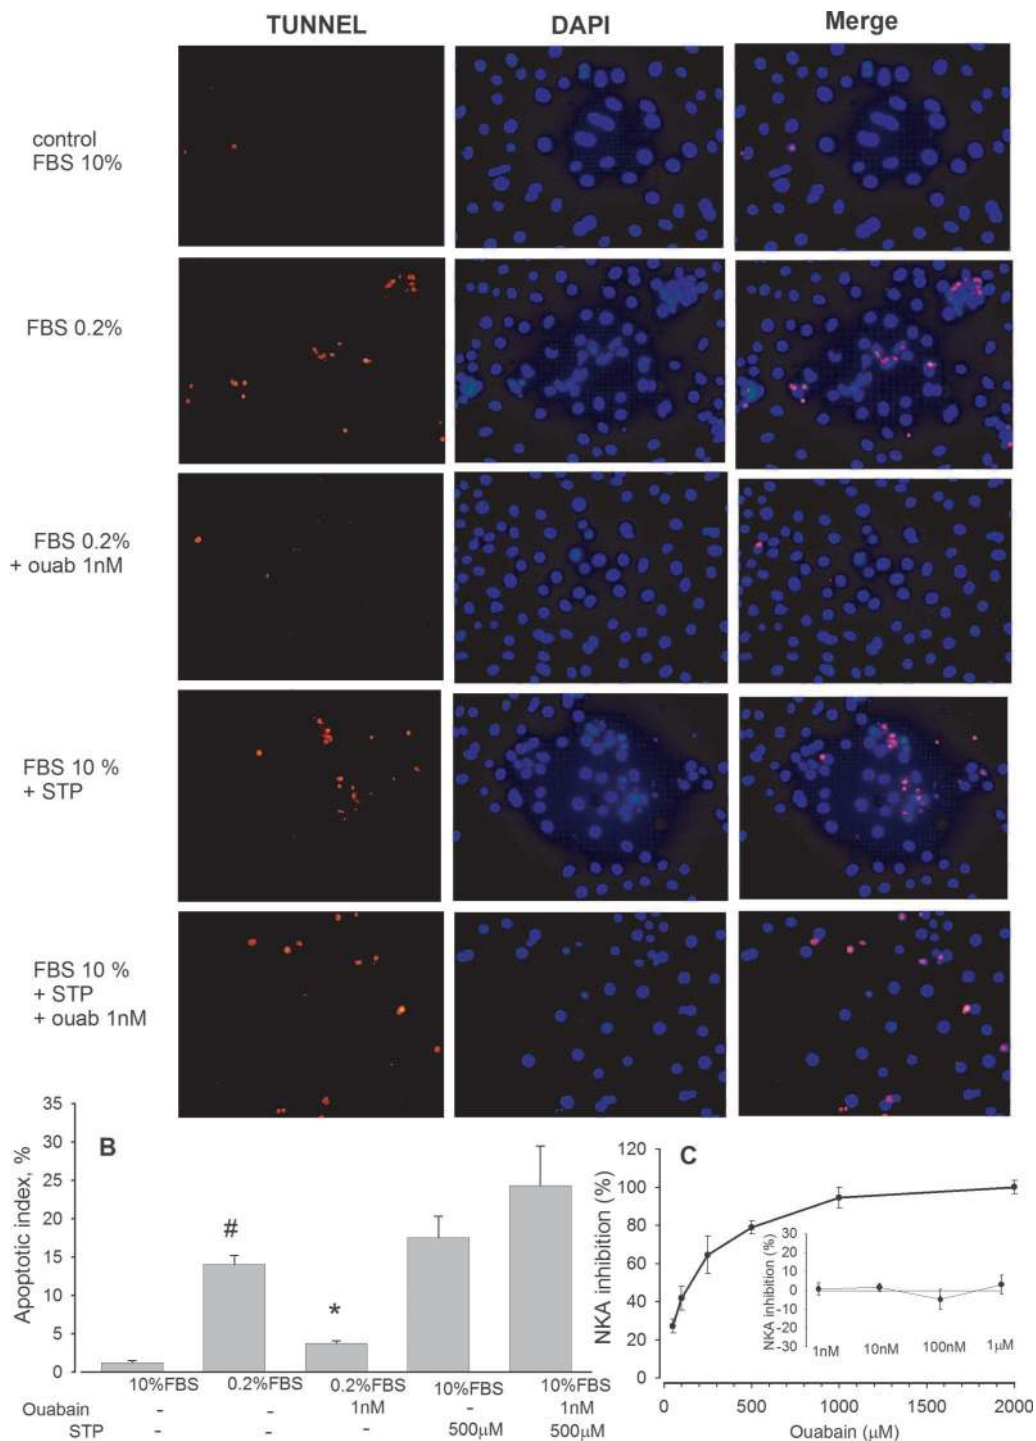 TUNNEL DAPI Merge
control
FBS 10%
FBS 0.2%
FBS 0.2%
+ ouab 1nM
FBS 10 %
+ STP
FBS 10 %
+ STP
+ ouab 1nM
B
Apoptotic index, %
35
30
25
20
15
10
5
0
#
*
10%FBS 0.2%FBS 0.2%FBS 10%FBS 10%FBS
Ouabain - - 1nM - 1nM
STP - - - 500µM 500µM
C
NKA inhibition (%)
120
100
80
60
40
20
0
0 500 1000 1500 2000
Ouabain (µM)
NKA inhibition (%)
30
20
10
0
-10
-20
-30
1nM 10nM 100nM 1µM